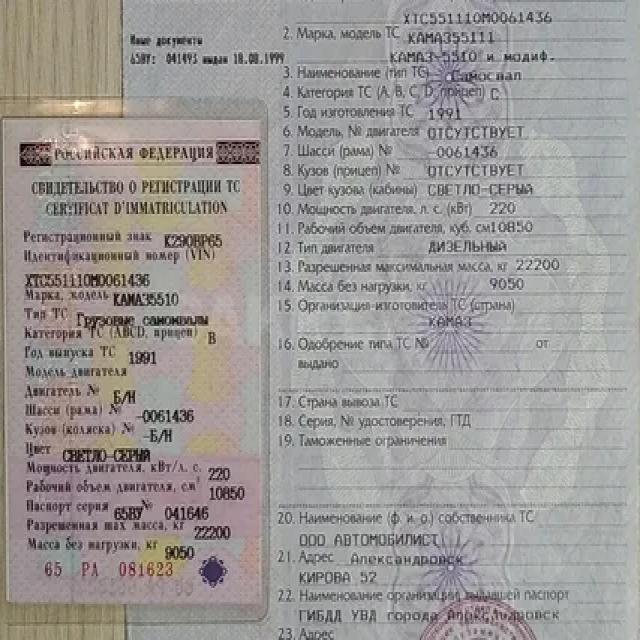 Наши документы
65ВУ: 041493 выдан 18.08.1999
РОССИЙСКАЯ ФЕДЕРАЦИЯ
СВИДЕТЕЛЬСТВО О РЕГИСТРАЦИИ ТС
CERTIFICAT D'IMMATRICULATION
Регистрационный знак К290ВР65
Идентификационный номер (VIN)
XTC551110M0061436
Марка, модель КАМАЗ5510
Тип ТС Грузовые самосвалы
Категория ТС (ABCD, прицеп) B
Год выпуска ТС 1991
Модель двигателя
Двигатель № Б/Н
Шасси (рама) № -0061436
Кузов (коляска) № -Б/Н
Цвет СВЕТЛО-СЕРЫЙ
Мощность двигателя, кВт/л. с. 220
Рабочий объем двигателя, см³ 10850
Паспорт серия 65ВУ № 041646
Разрешенная max масса, кг 22200
Масса без нагрузки, кг 9050
65 РА 081623
XTC551110M0061436
2. Марка, модель ТС КАМАЗ55111
КАМАЗ-5510 и модиф.
3. Наименование (тип ТС) Самосвал
4. Категория ТС (А, В, С, D, прицеп) С
5. Год изготовления ТС 1991
6. Модель, № двигателя ОТСУТСТВУЕТ
7. Шасси (рама) № -0061436
8. Кузов (прицеп) № ОТСУТСТВУЕТ
9. Цвет кузова (кабины) СВЕТЛО-СЕРЫЙ
10. Мощность двигателя, л. с. (кВт) 220
11. Рабочий объем двигателя, куб. см 10850
12. Тип двигателя ДИЗЕЛЬНЫЙ
13. Разрешенная максимальная масса, кг 22200
14. Масса без нагрузки, кг 9050
15. Организация-изготовитель ТС (страна)
КАМАЗ
16. Одобрение типа ТС № от
выдано
17. Страна вывоза ТС
18. Серия, № удостоверения, ГТД
19. Таможенные ограничения
20. Наименование (ф. и. о.) собственника ТС
ООО АВТОМОБИЛИСТ
21. Адрес Александровск
КИРОВА 52
22. Наименование организации, выдавшей паспорт
ГИБДД УВД города Александровск
23. Адрес